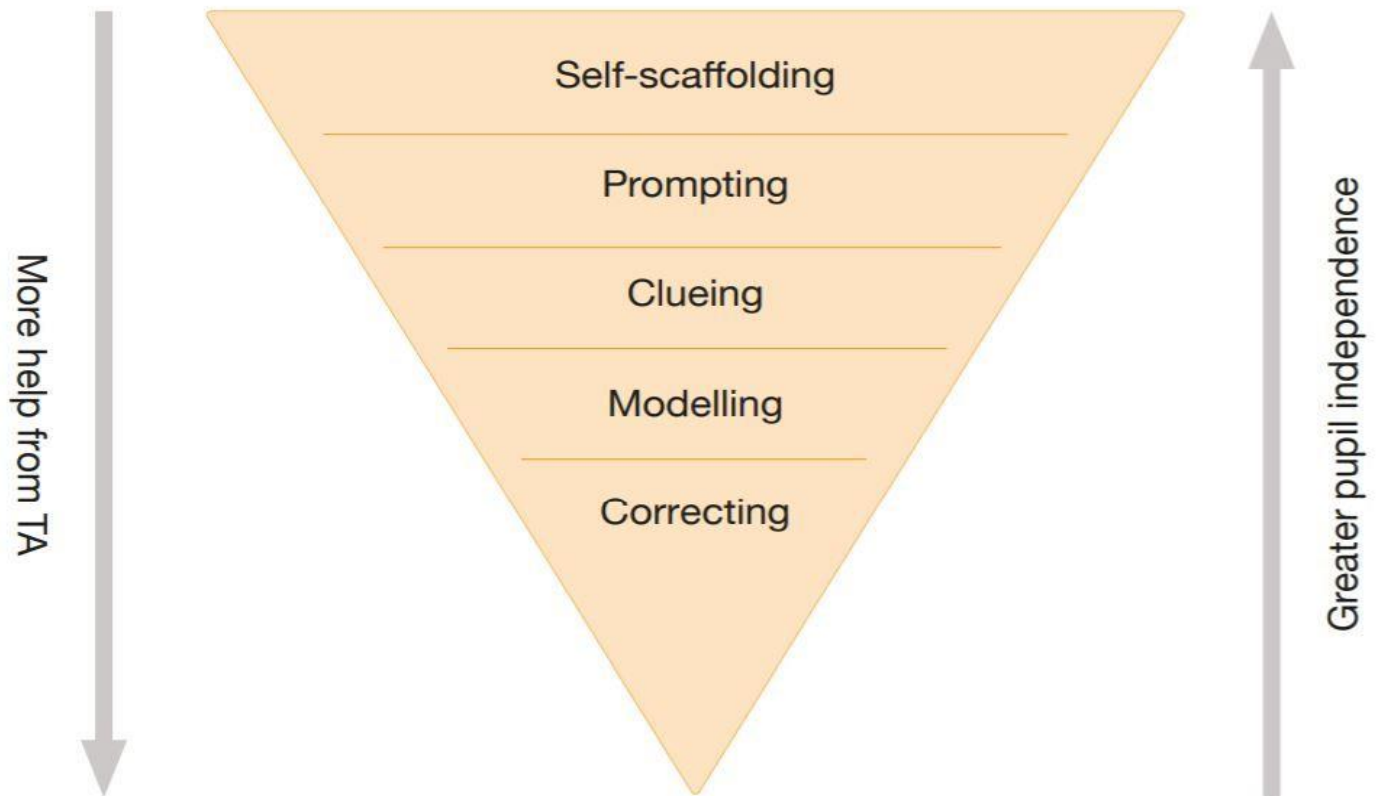 Self-scaffolding
Prompting
Clueing
Modelling
Correcting
More help from TA
Greater pupil independence